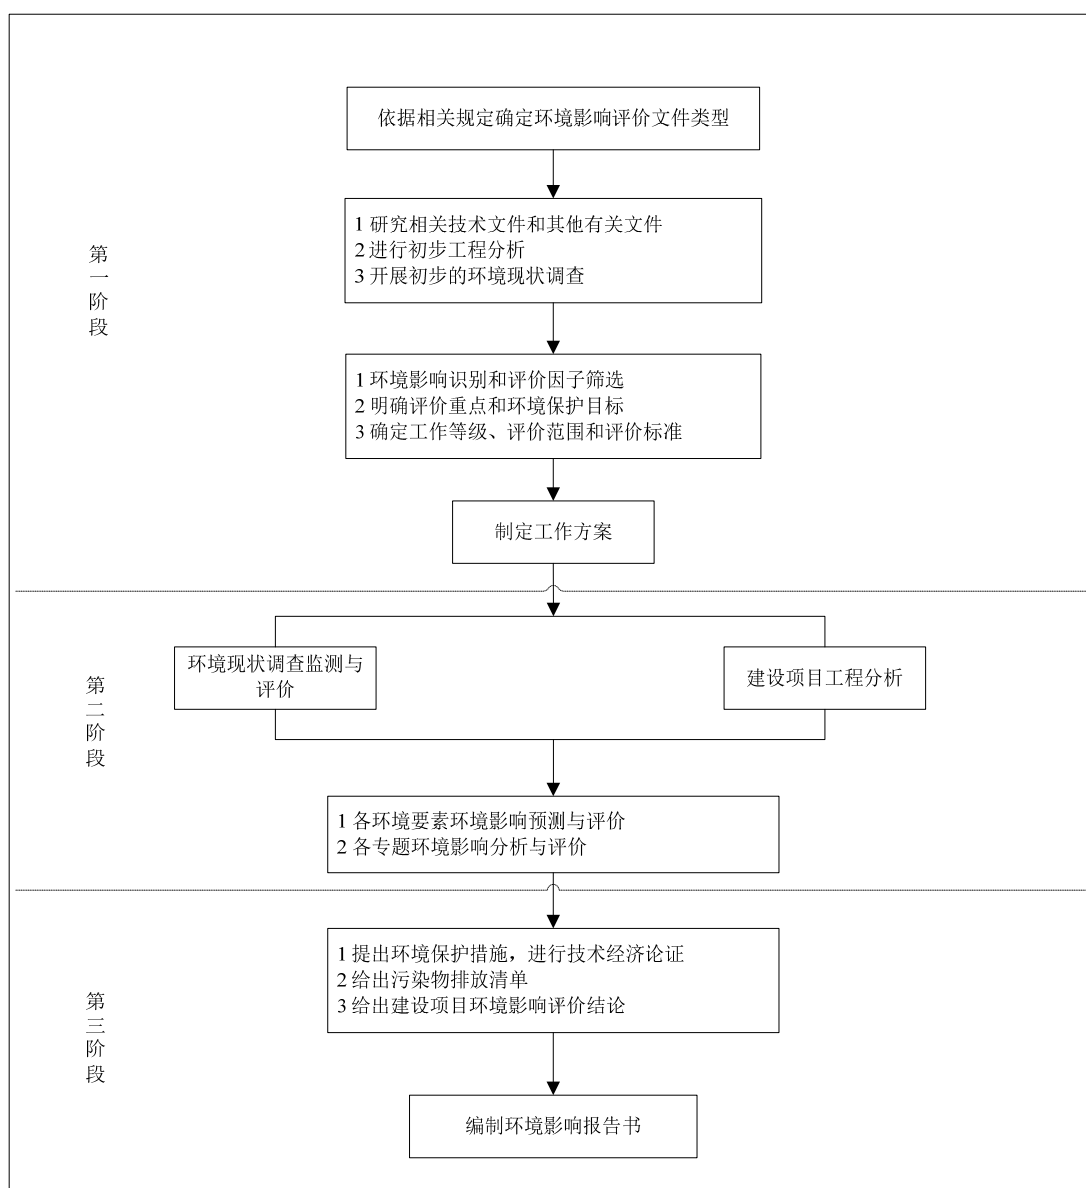 依据相关规定确定环境影响评价文件类型
1 研究相关技术文件和其他有关文件
2 进行初步工程分析
3 开展初步的环境现状调查
第一阶段
1 环境影响识别和评价因子筛选
2 明确评价重点和环境保护目标
3 确定工作等级、评价范围和评价标准
制定工作方案
环境现状调查监测与
评价
建设项目工程分析
第二阶段
1 各环境要素环境影响预测与评价
2 各专题环境影响分析与评价
1 提出环境保护措施，进行技术经济论证
2 给出污染物排放清单
3 给出建设项目环境影响评价结论
第三阶段
编制环境影响报告书